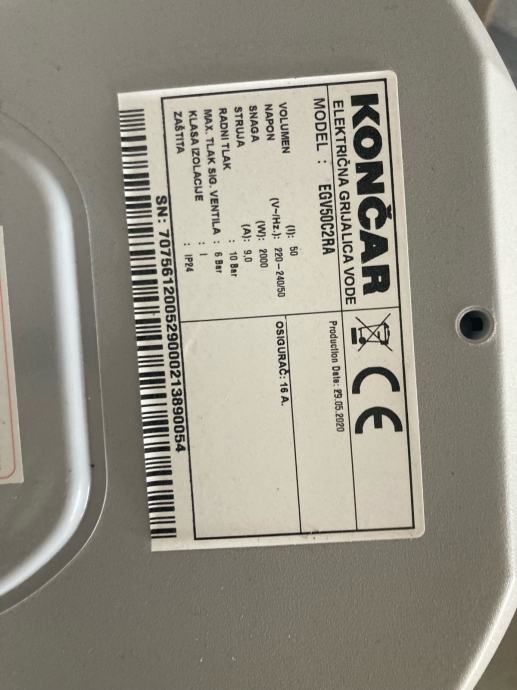 KONČAR
ELEKTRIČNA GRIJALICA VODE
MODEL : EGV50C2RA
Production Date: 29.05.2020
VOLUMEN (l): 50
NAPON (V~/Hz.): 220-240/50
SNAGA (W): 2000
STRUJA (A): 9,0
RADNI TLAK : 10 Bar
MAX. TLAK SIG. VENTILA : 6 Bar
KLASA IZOLACIJE : I
ZAŠTITA : IP24
OSIGURAČ: 16 A.
CE
SN: 707561200529000213890054